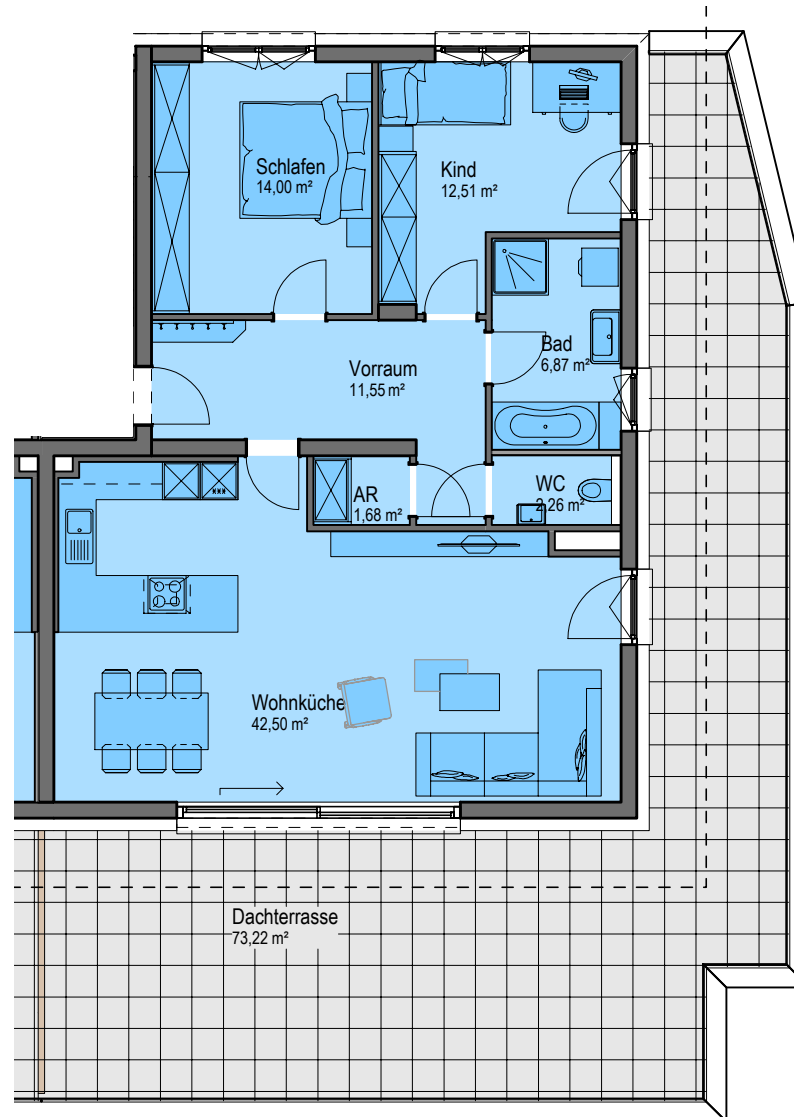 Schlafen
14,00 m²
Kind
12,51 m²
Bad
6,87 m²
Vorraum
11,55 m²
AR
1,68 m²
WC
2,26 m²
Wohnküche
42,50 m²
Dachterrasse
73,22 m²